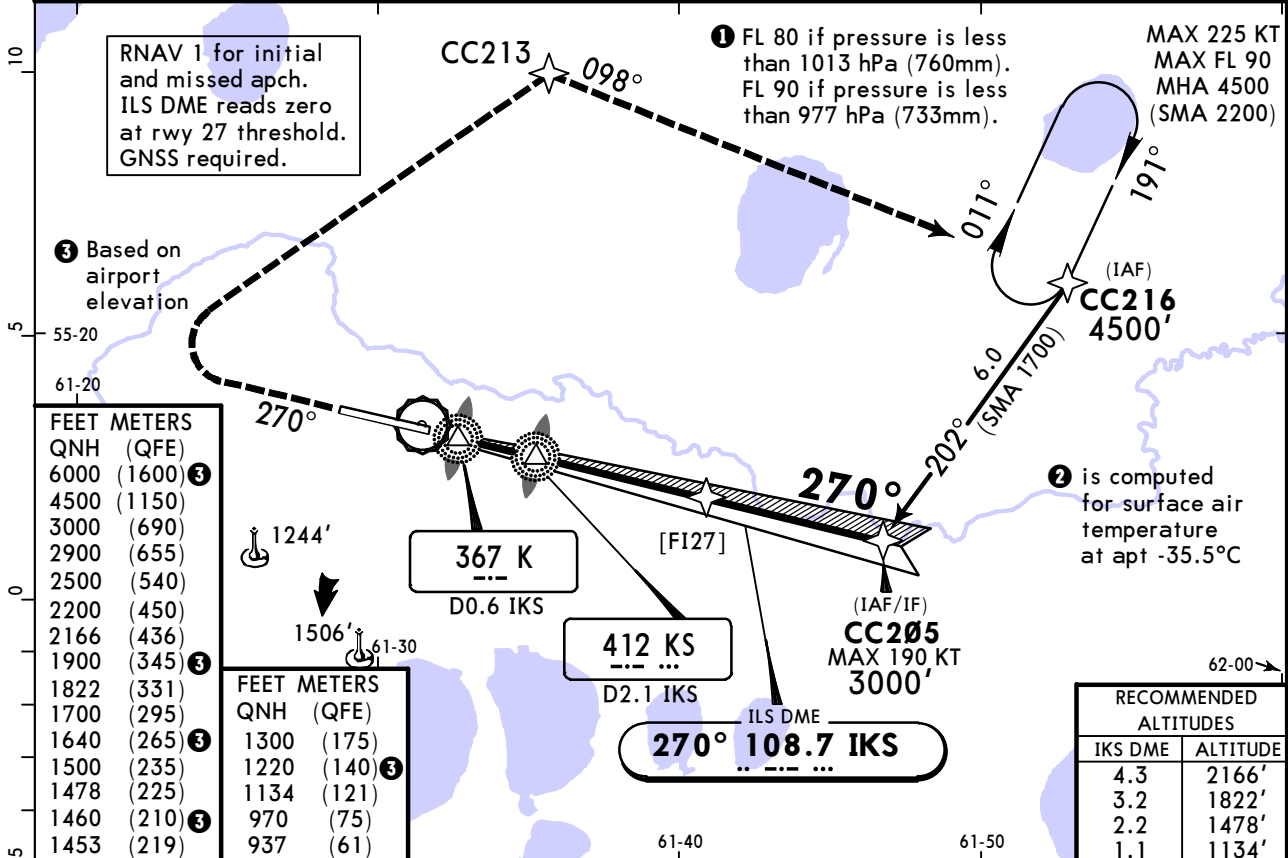 10
RNAV 1 for initial
and missed apch.
ILS DME reads zero
at rwy 27 threshold.
GNSS required.
CC213
098°
❶ FL 80 if pressure is less
than 1013 hPa (760mm).
FL 90 if pressure is less
than 977 hPa (733mm).
MAX 225 KT
MAX FL 90
MHA 4500
(SMA 2200)
011°
191°
❸ Based on
airport
elevation
(IAF)
CC216
4500'
5
55-20
61-20
6.0
(SMA 1700)
202°
270°
270°
❷ is computed
for surface air
temperature
at apt -35.5°C
[FI27]
367 K
D0.6 IKS
412 KS
D2.1 IKS
(IAF/IF)
CC2Ø5
MAX 190 KT
3000'
ILS DME
270° 108.7 IKS
1244'
1506'
0
61-30
62-00
61-40
61-50
5
FEET METERS
QNH (QFE)
6000 (1600) ❸
4500 (1150)
3000 (690)
2900 (655)
2500 (540)
2200 (450)
2166 (436)
1900 (345) ❸
1822 (331)
1700 (295)
1640 (265) ❸
1500 (235)
1478 (225)
1460 (210) ❸
1453 (219)
FEET METERS
QNH (QFE)
1300 (175)
1220 (140) ❸
1134 (121)
970 (75)
937 (61)
RECOMMENDED
ALTITUDES
IKS DME ALTITUDE
4.3 2166'
3.2 1822'
2.2 1478'
1.1 1134'